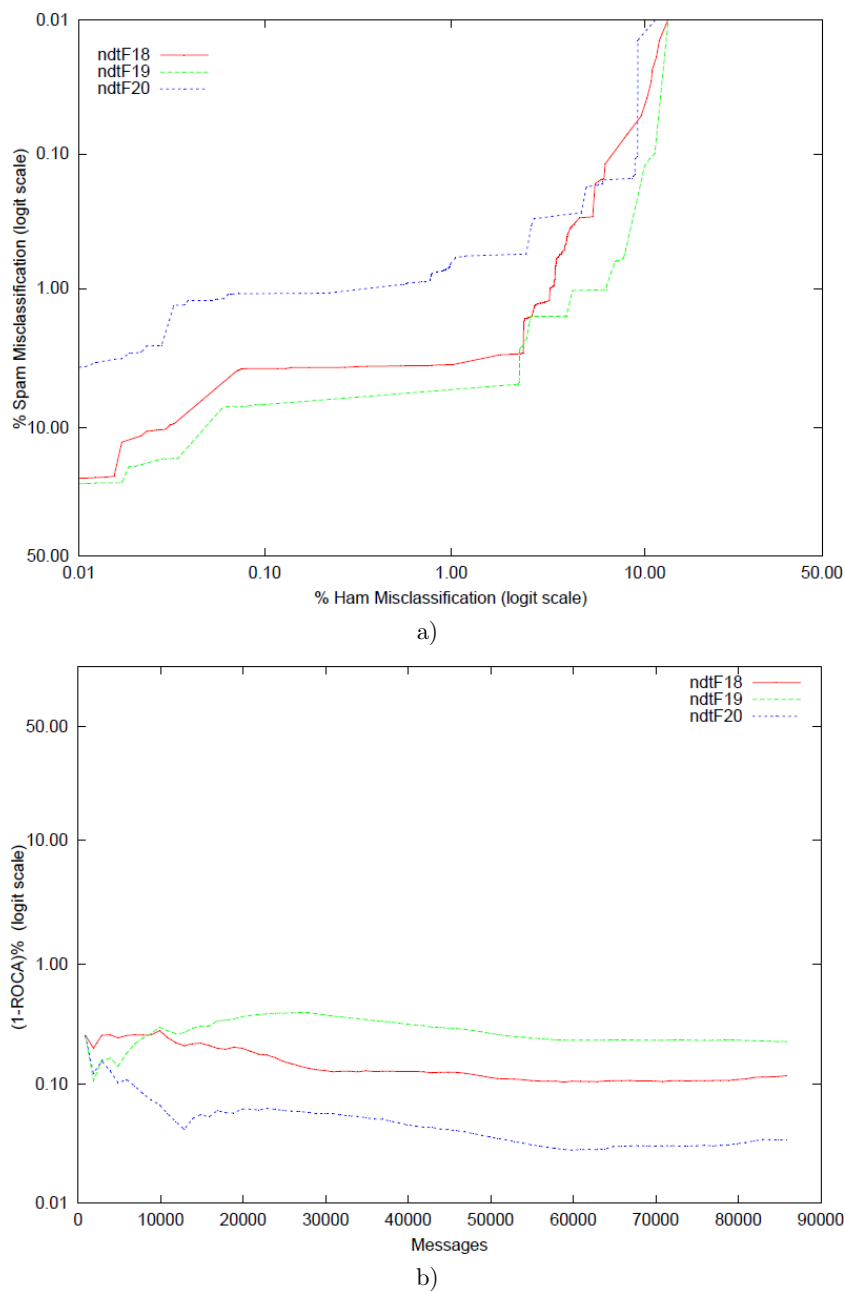 % Spam Misclassification (logit scale)
0.01
0.10
1.00
10.00
50.00
ndtF18
ndtF19
ndtF20
0.01 0.10 1.00 10.00 50.00
% Ham Misclassification (logit scale)
a)
(1-ROCA)% (logit scale)
50.00
10.00
1.00
0.10
0.01
ndtF18
ndtF19
ndtF20
0 10000 20000 30000 40000 50000 60000 70000 80000 90000
Messages
b)